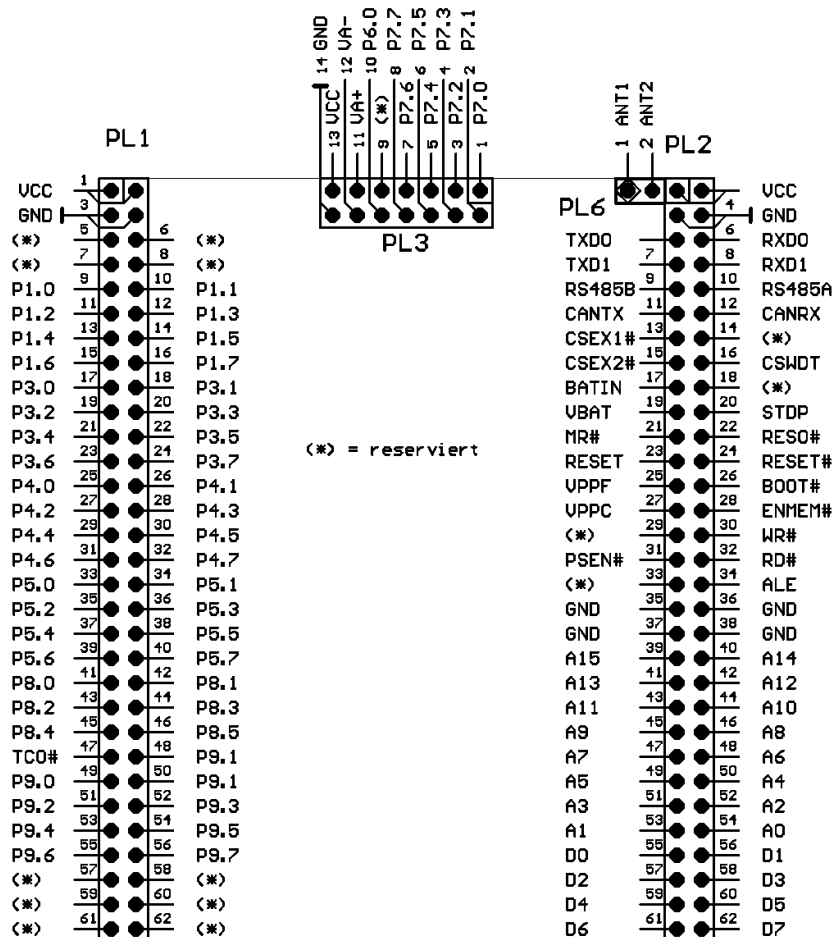 14 GND
12 VA-
10 P6.0
8 P7.7
6 P7.5
4 P7.3
2 P7.1
13 VCC
11 VA+
9 (*)
7 P7.6
5 P7.4
3 P7.2
1 P7.0
1 ANT1
2 ANT2
PL1
PL2
PL3
PL6
VCC 1
GND 3
(*) 5 6 (*)
(*) 7 8 (*)
P1.0 9 10 P1.1
P1.2 11 12 P1.3
P1.4 13 14 P1.5
P1.6 15 16 P1.7
P3.0 17 18 P3.1
P3.2 19 20 P3.3
P3.4 21 22 P3.5
P3.6 23 24 P3.7
P4.0 25 26 P4.1
P4.2 27 28 P4.3
P4.4 29 30 P4.5
P4.6 31 32 P4.7
P5.0 33 34 P5.1
P5.2 35 36 P5.3
P5.4 37 38 P5.5
P5.6 39 40 P5.7
P8.0 41 42 P8.1
P8.2 43 44 P8.3
P8.4 45 46 P8.5
TCO# 47 48 P9.1
P9.0 49 50 P9.1
P9.2 51 52 P9.3
P9.4 53 54 P9.5
P9.6 55 56 P9.7
(*) 57 58 (*)
(*) 59 60 (*)
(*) 61 62 (*)
(*) = reserviert
VCC
4 GND
TXD0 6 RXD0
TXD1 7 8 RXD1
RS485B 9 10 RS485A
CANTX 11 12 CANRX
CSEX1# 13 14 (*)
CSEX2# 15 16 CSWDT
BATIN 17 18 (*)
VBAT 19 20 STDP
MR# 21 22 RESO#
RESET 23 24 RESET#
VPPF 25 26 BOOT#
VPPC 27 28 ENMEM#
(*) 29 30 WR#
PSEN# 31 32 RD#
(*) 33 34 ALE
GND 35 36 GND
GND 37 38 GND
A15 39 40 A14
A13 41 42 A12
A11 43 44 A10
A9 45 46 A8
A7 47 48 A6
A5 49 50 A4
A3 51 52 A2
A1 53 54 A0
D0 55 56 D1
D2 57 58 D3
D4 59 60 D5
D6 61 62 D7